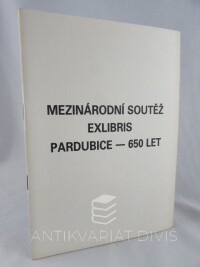 MEZINÁRODNÍ SOUTĚŽ
EXLIBRIS
PARDUBICE — 650 LET
ANTIKVARIÁT DIVIŠ